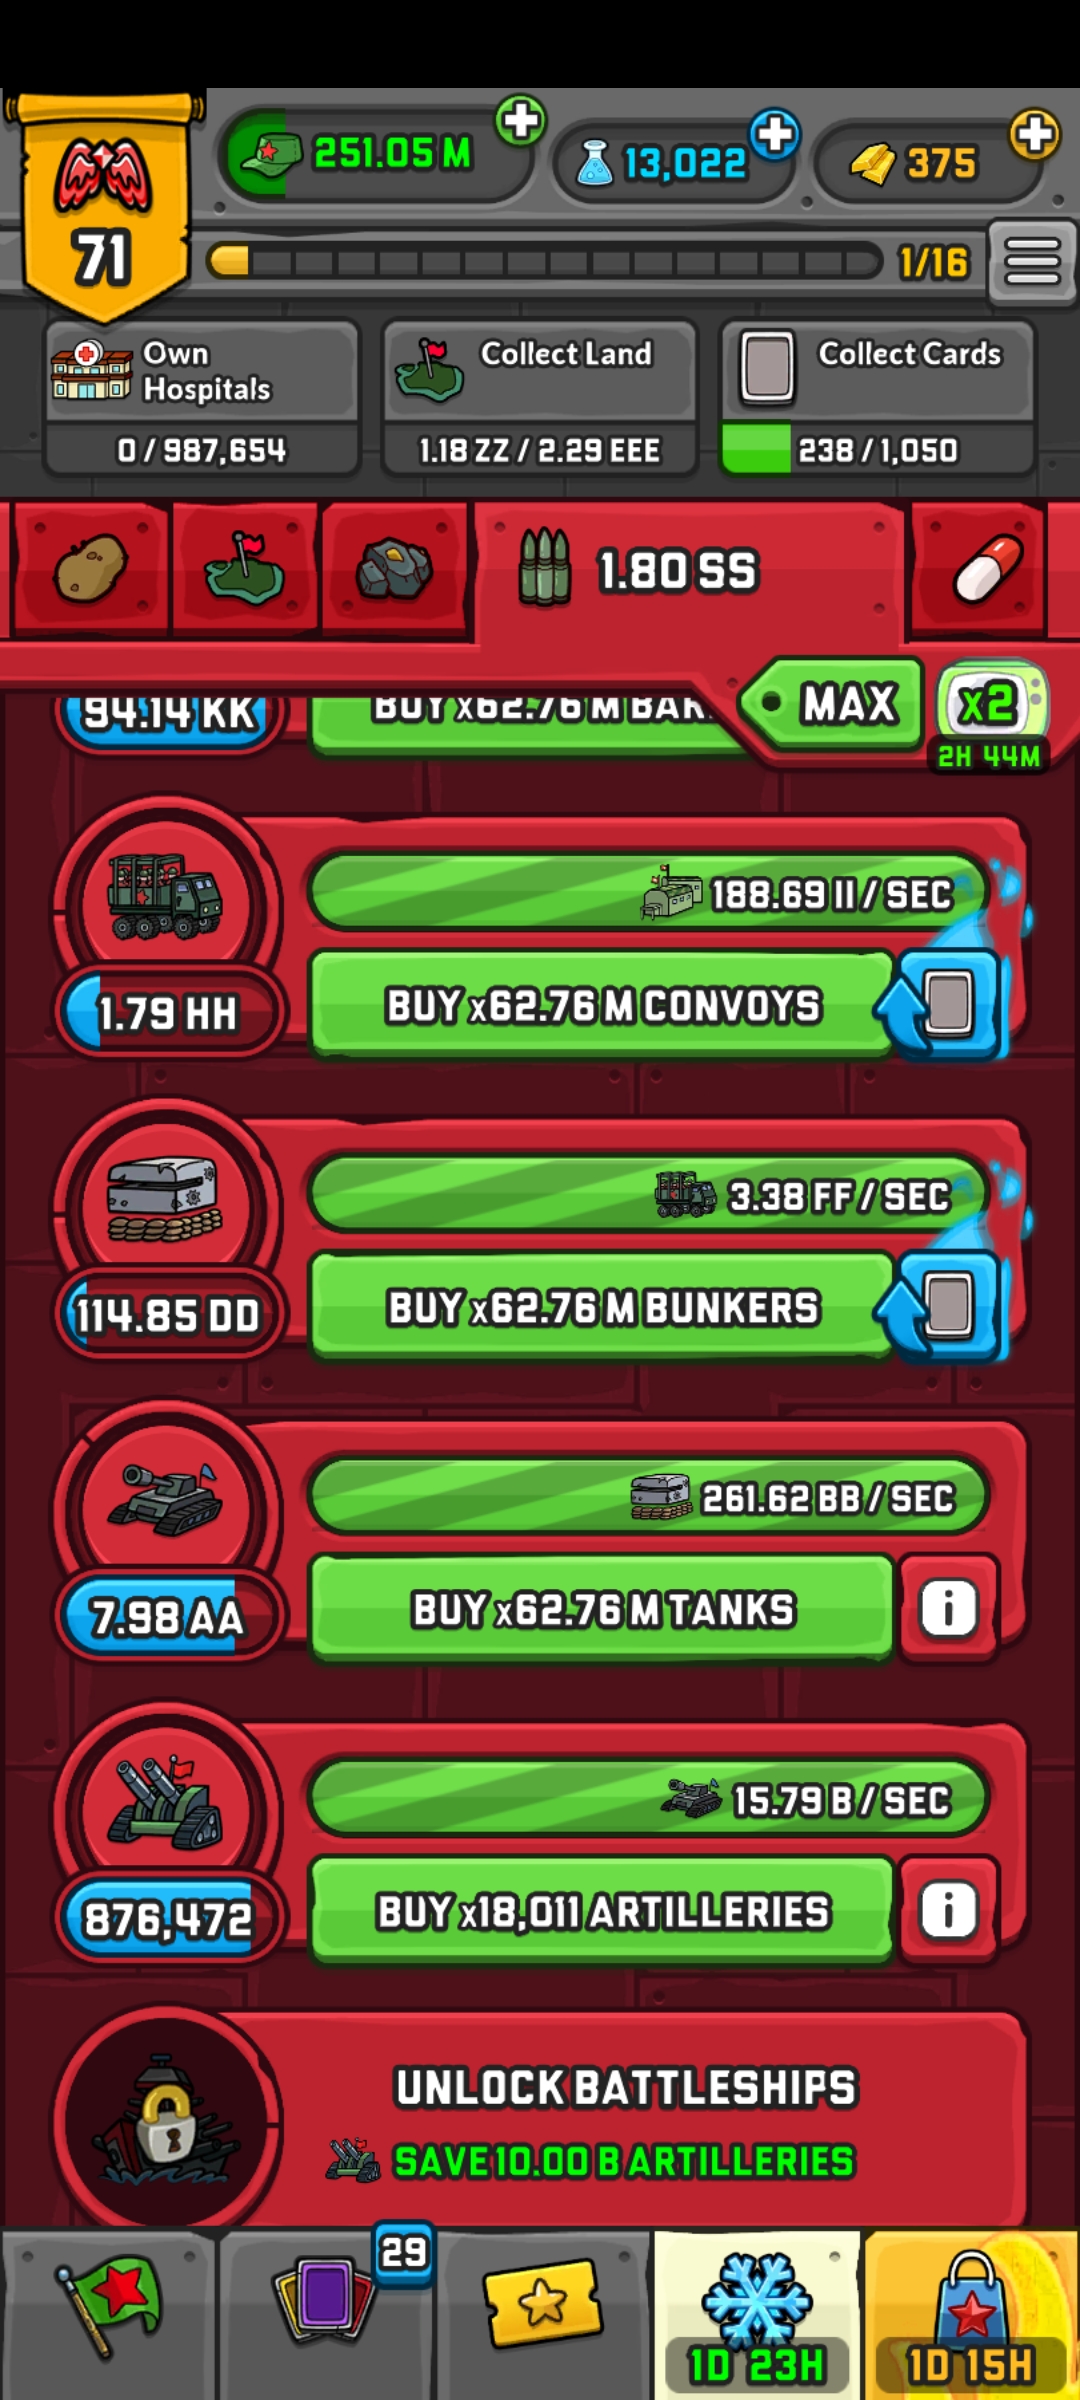 251.05 M
13,022
375
71
1/16
Own
Hospitals
0 / 987,654
Collect Land
1.18 ZZ / 2.29 EEE
Collect Cards
238 / 1,050
1.80 SS
MAX
x2
2H 44M
94.14 KK
BUY x62.76 M BAR.
188.69 II / SEC
1.79 HH
BUY x62.76 M CONVOYS
3.38 FF / SEC
114.85 DD
BUY x62.76 M BUNKERS
261.62 BB / SEC
7.98 AA
BUY x62.76 M TANKS
i
15.79 B / SEC
876,472
BUY x18,011 ARTILLERIES
i
UNLOCK BATTLESHIPS
SAVE 10.00 B ARTILLERIES
29
1D 23H
1D 15H